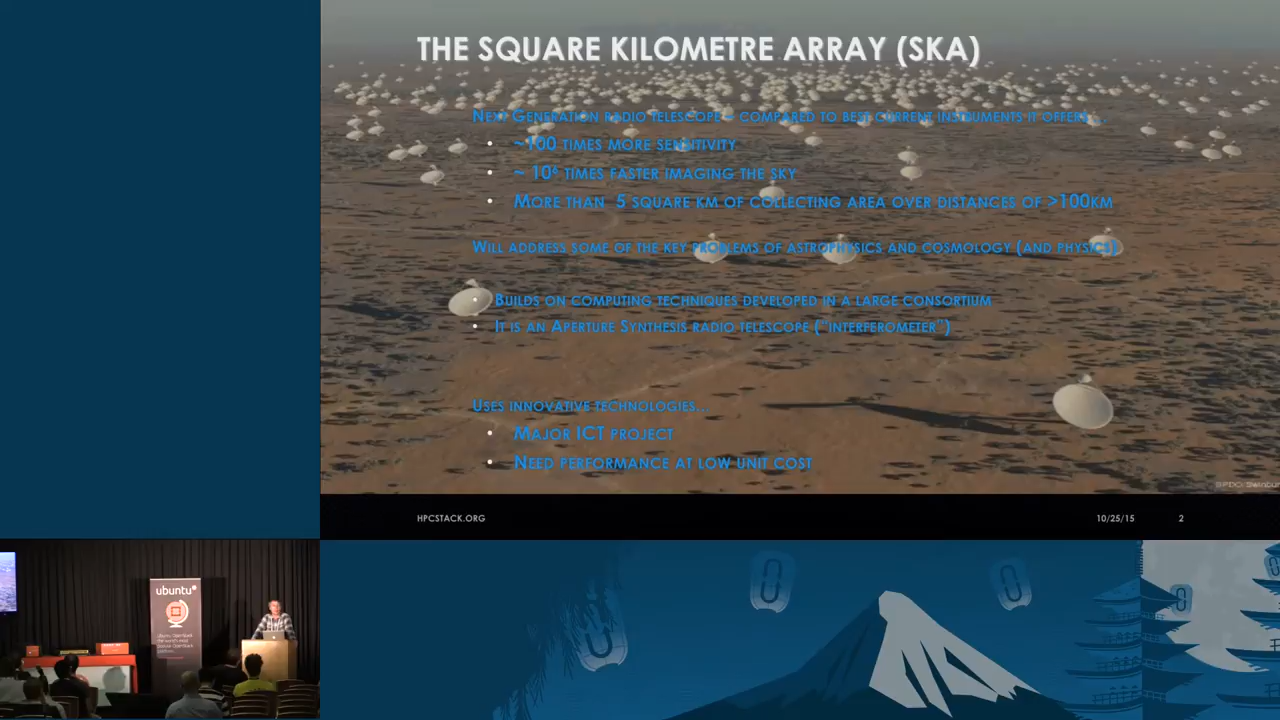 THE SQUARE KILOMETRE ARRAY (SKA)
NEXT GENERATION RADIO TELESCOPE – COMPARED TO BEST CURRENT INSTRUMENTS IT OFFERS ...
• ~100 TIMES MORE SENSITIVITY
• ~ 10⁶ TIMES FASTER IMAGING THE SKY
• MORE THAN 5 SQUARE KM OF COLLECTING AREA OVER DISTANCES OF >100KM
WILL ADDRESS SOME OF THE KEY PROBLEMS OF ASTROPHYSICS AND COSMOLOGY (AND PHYSICS)
• BUILDS ON COMPUTING TECHNIQUES DEVELOPED IN A LARGE CONSORTIUM
• IT IS AN APERTURE SYNTHESIS RADIO TELESCOPE ("INTERFEROMETER")
USES INNOVATIVE TECHNOLOGIES...
• MAJOR ICT PROJECT
• NEED PERFORMANCE AT LOW UNIT COST
HPCSTACK.ORG
10/25/15
2
ubuntu